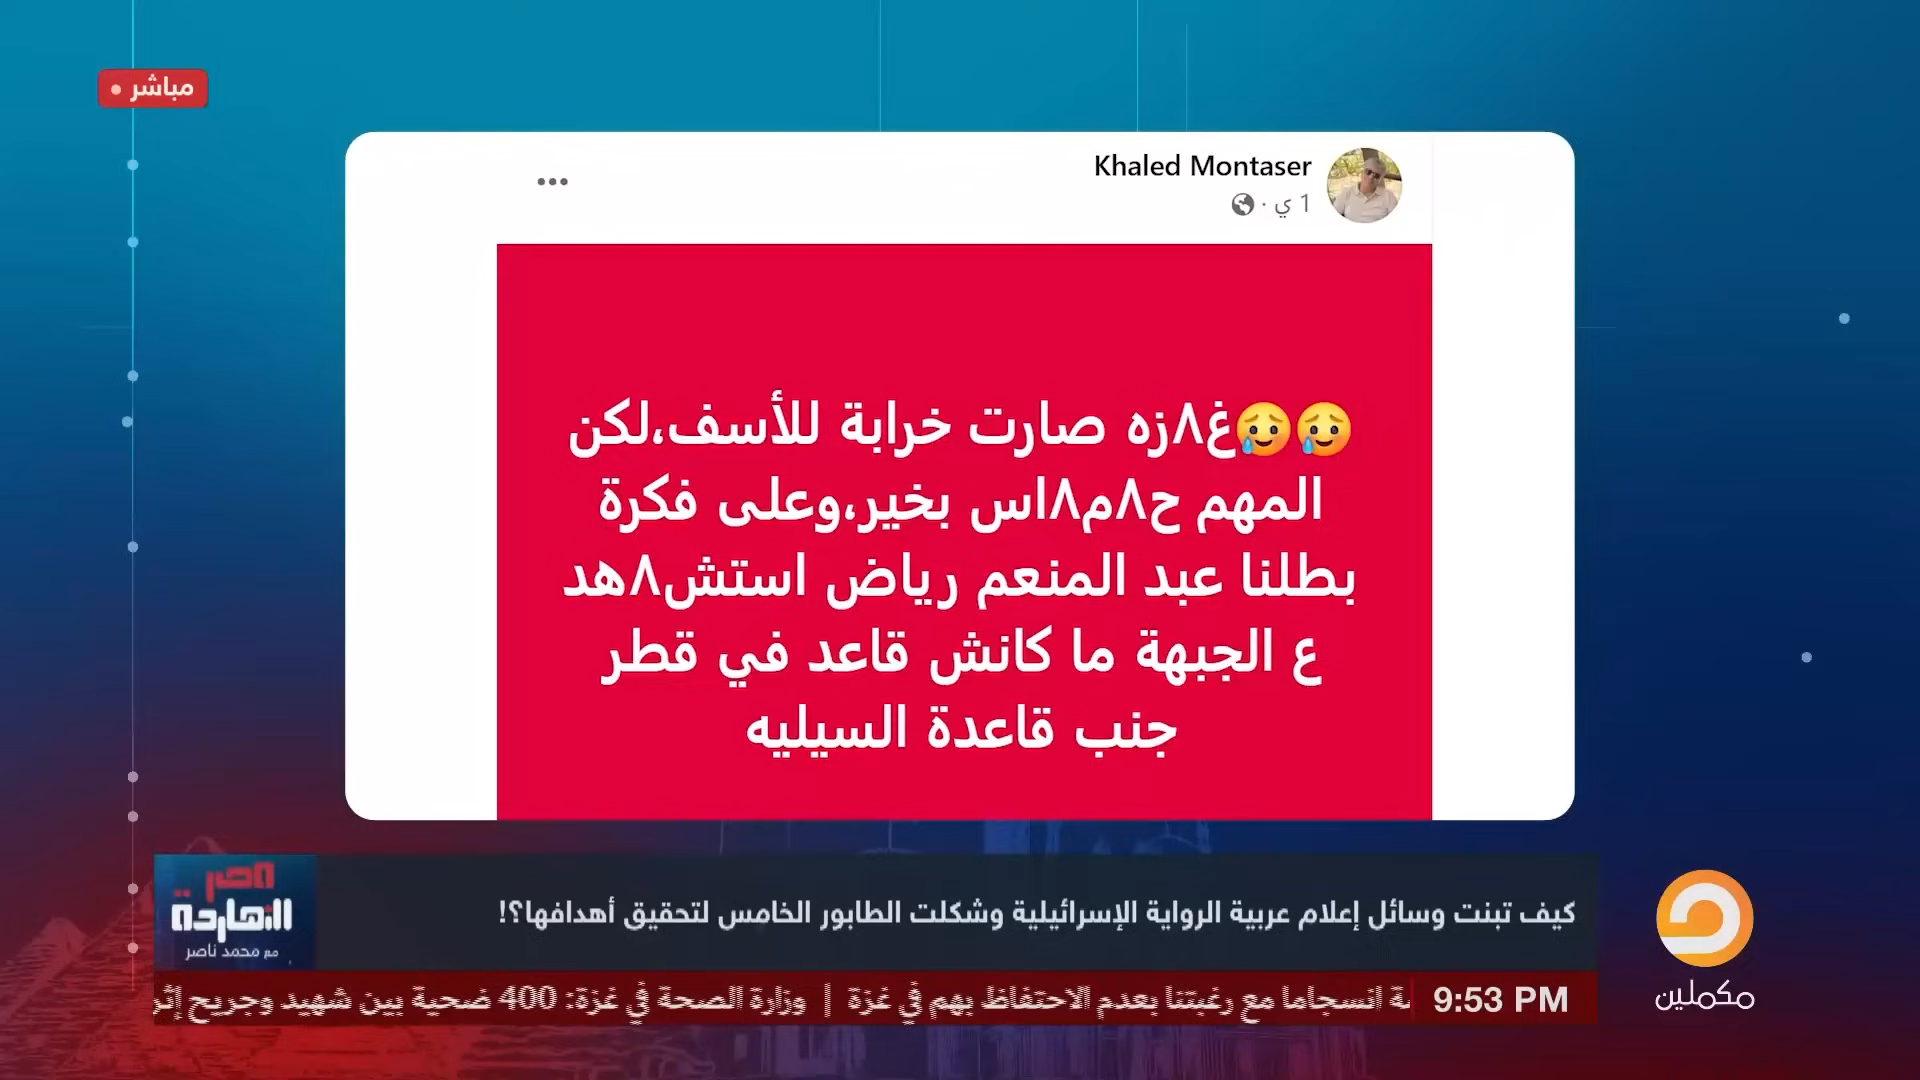 مباشر
Khaled Montaser
1 ي ·
🥲🥲غ٨زه صارت خرابة للأسف،لكن
المهم ح٨م٨اس بخير،وعلى فكرة
بطلنا عبد المنعم رياض استش٨هد
ع الجبهة ما كانش قاعد في قطر
جنب قاعدة السيليه
مصر
النهاردة
مع محمد ناصر
كيف تبنت وسائل إعلام عربية الرواية الإسرائيلية وشكلت الطابور الخامس لتحقيق أهدافها؟!
انسجاما مع رغبتنا بعدم الاحتفاظ بهم في غزة | وزارة الصحة في غزة: 400 ضحية بين شهيد وجريح
9:53 PM
مكملين